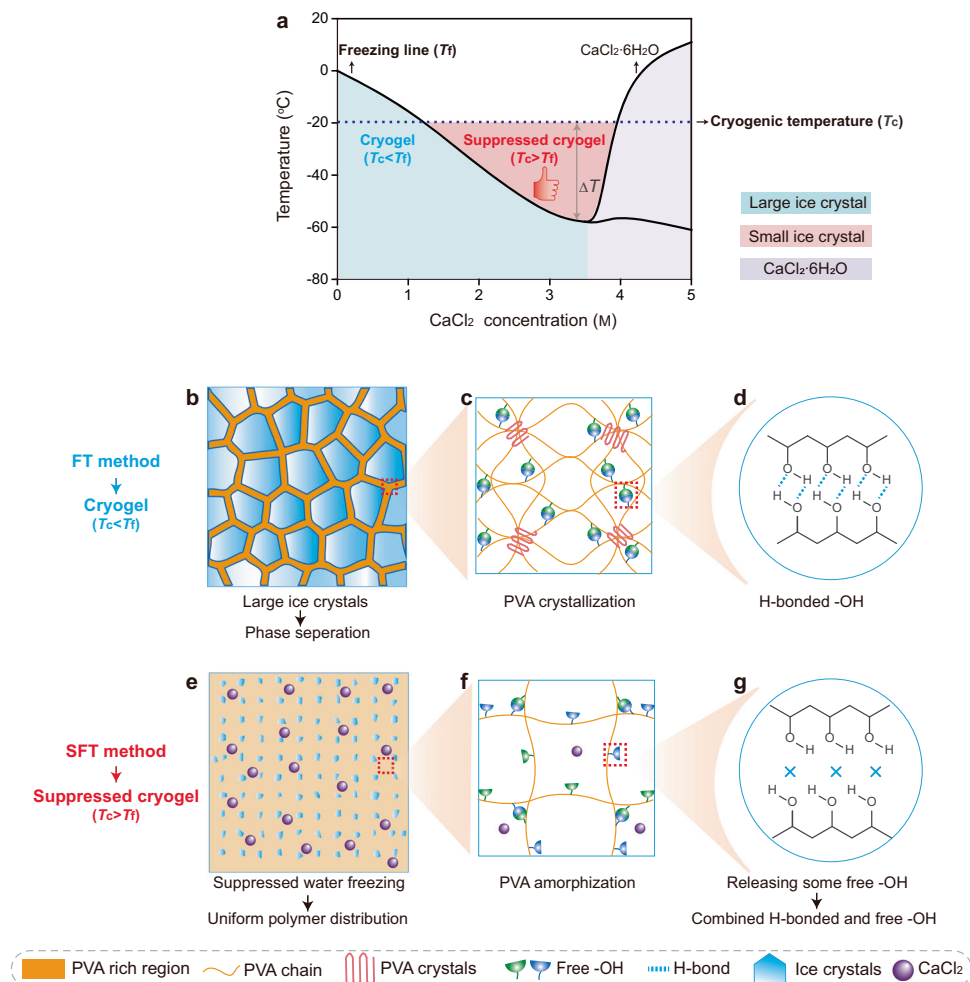 a
20
0
-20
-40
-60
-80
Temperature (°C)
0 1 2 3 4 5
CaCl₂ concentration (M)
Freezing line (Tf)
CaCl₂·6H₂O
Cryogenic temperature (Tc)
Cryogel
(Tc<Tf)
Suppressed cryogel
(Tc>Tf)
ΔT
Large ice crystal
Small ice crystal
CaCl₂·6H₂O
b
c
d
FT method
Cryogel
(Tc<Tf)
O H O H O H
H O H O H O
Large ice crystals
Phase seperation
PVA crystallization
H-bonded -OH
e
f
g
SFT method
Suppressed cryogel
(Tc>Tf)
O H O H O H
H O H O H O
Suppressed water freezing
Uniform polymer distribution
PVA amorphization
Releasing some free -OH
Combined H-bonded and free -OH
PVA rich region PVA chain PVA crystals Free -OH H-bond Ice crystals CaCl₂